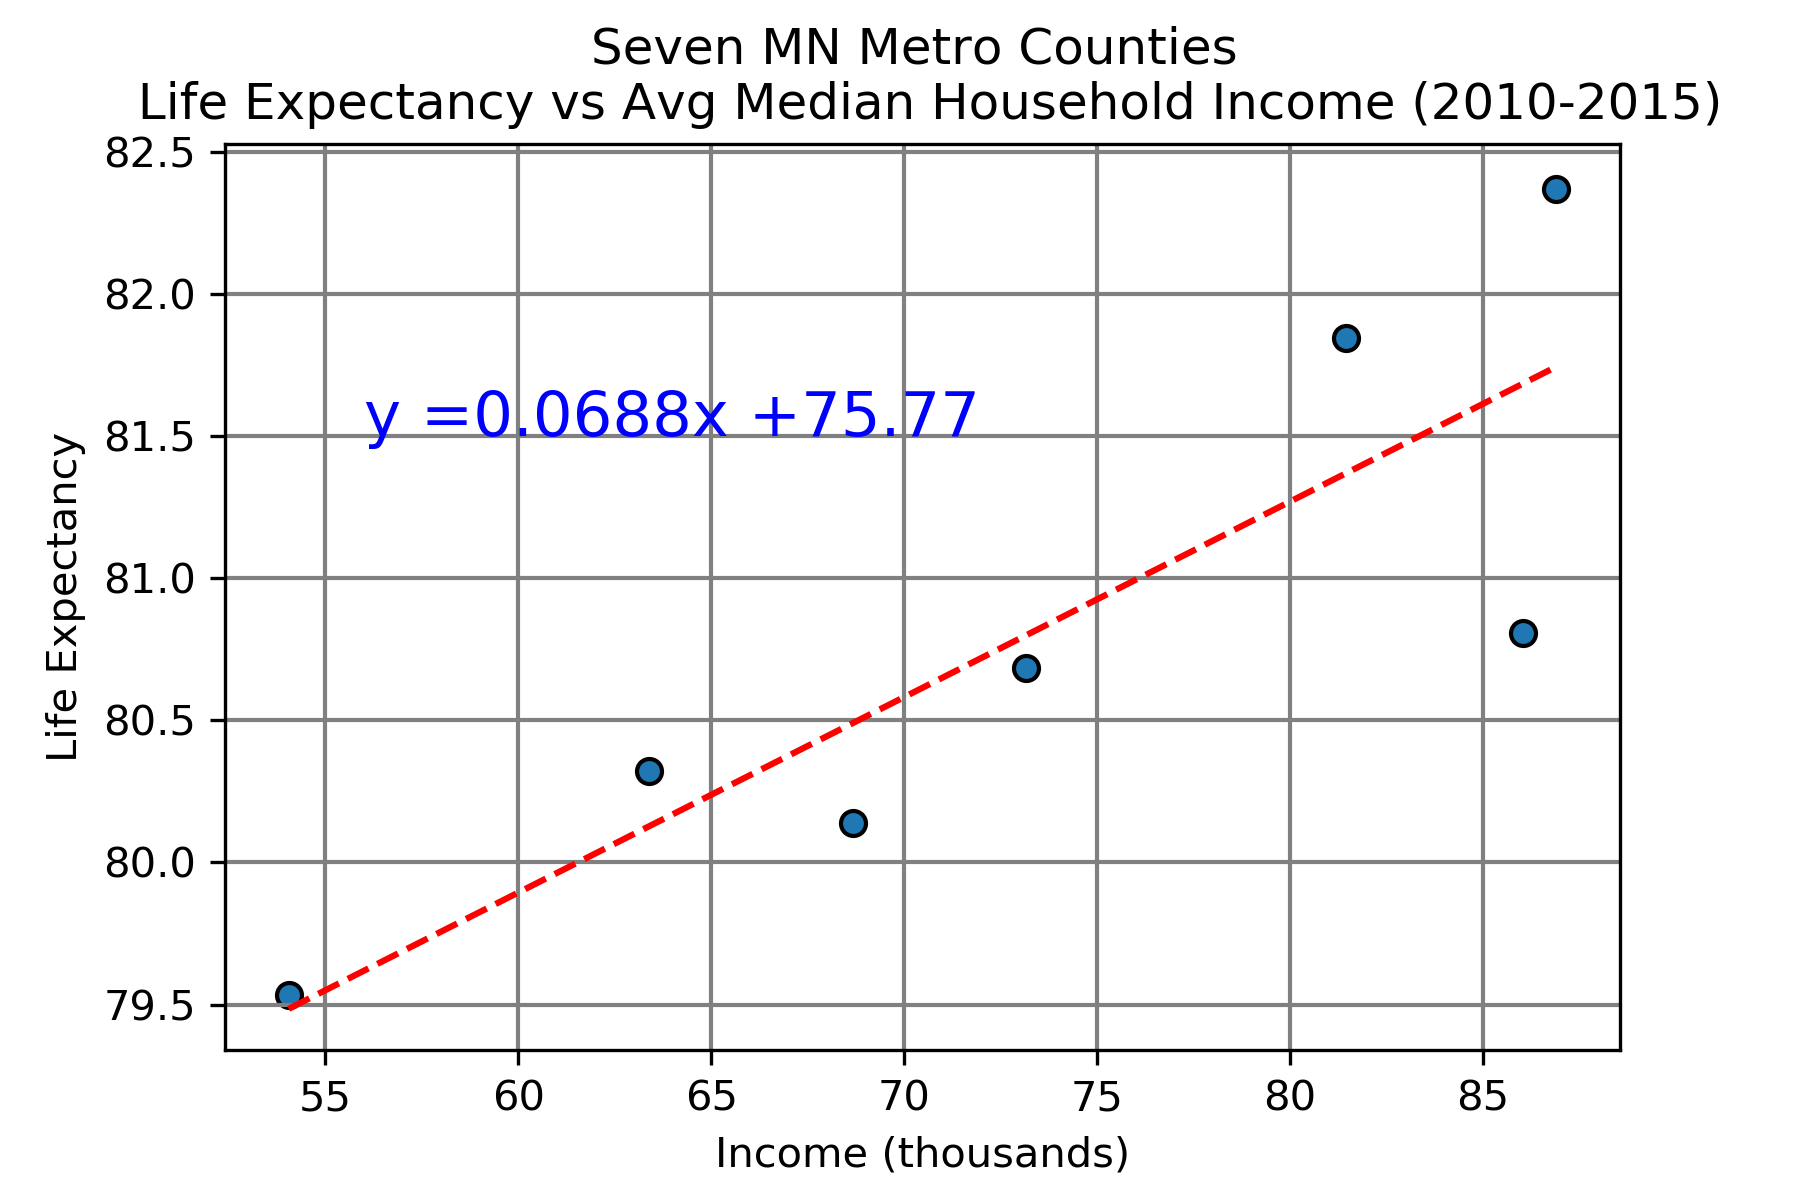 Seven MN Metro Counties
Life Expectancy vs Avg Median Household Income (2010-2015)
82.5
82.0
y =0.0688x +75.77
81.5
Life Expectancy
81.0
80.5
80.0
79.5
55 60 65 70 75 80 85
Income (thousands)